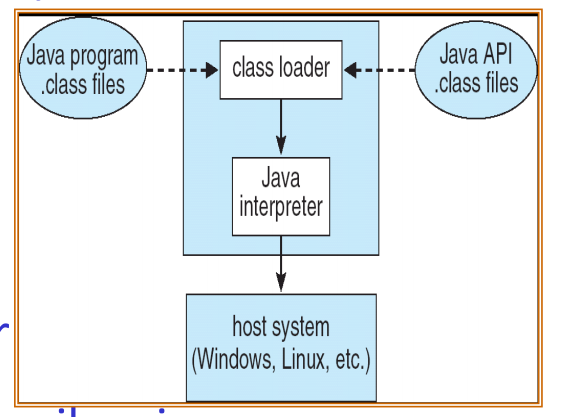 Java program
.class files
class loader
Java API
.class files
Java
interpreter
host system
(Windows, Linux, etc.)